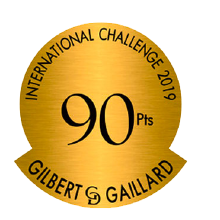 INTERNATIONAL CHALLENGE 2019
90 Pts
GILBERT GG GAILLARD